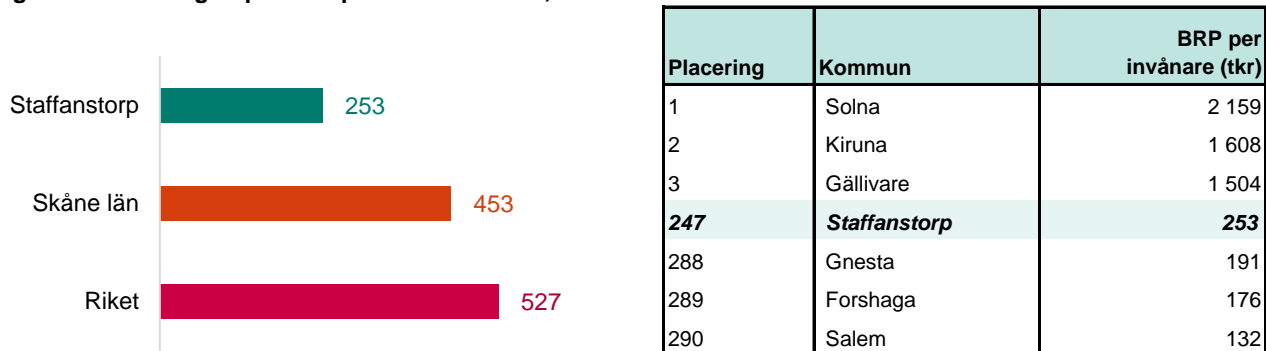 Staffanstorp 253
Skåne län 453
Riket 527
Placering Kommun BRP per invånare (tkr)
1 Solna 2 159
2 Kiruna 1 608
3 Gällivare 1 504
247 Staffanstorp 253
288 Gnesta 191
289 Forshaga 176
290 Salem 132